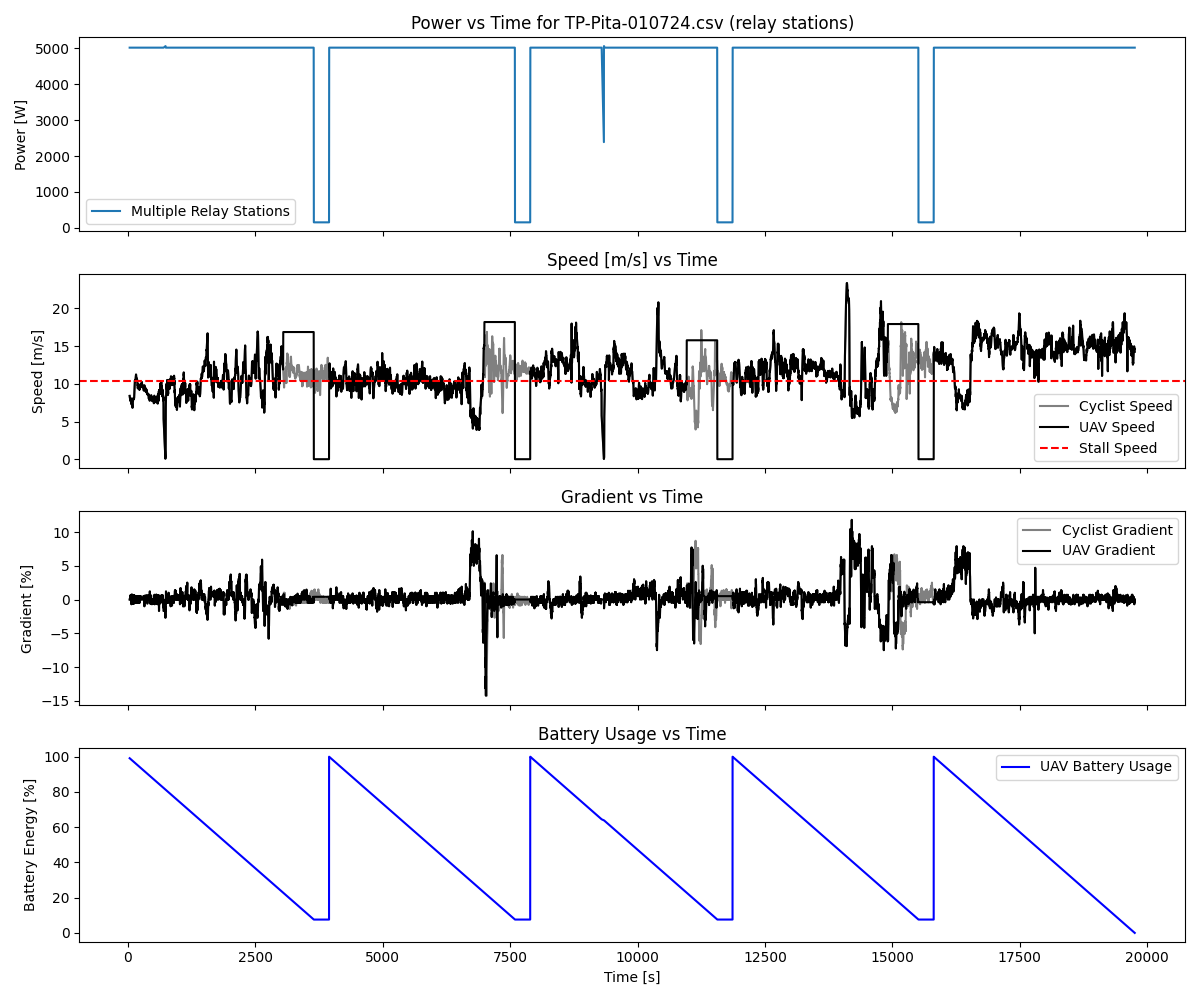 Power vs Time for TP-Pita-010724.csv (relay stations)
5000
4000
3000
2000
1000
0
Power [W]
Multiple Relay Stations
Speed [m/s] vs Time
20
15
10
5
0
Speed [m/s]
Cyclist Speed
UAV Speed
Stall Speed
Gradient vs Time
10
5
0
−5
−10
−15
Gradient [%]
Cyclist Gradient
UAV Gradient
Battery Usage vs Time
100
80
60
40
20
0
Battery Energy [%]
UAV Battery Usage
0 2500 5000 7500 10000 12500 15000 17500 20000
Time [s]